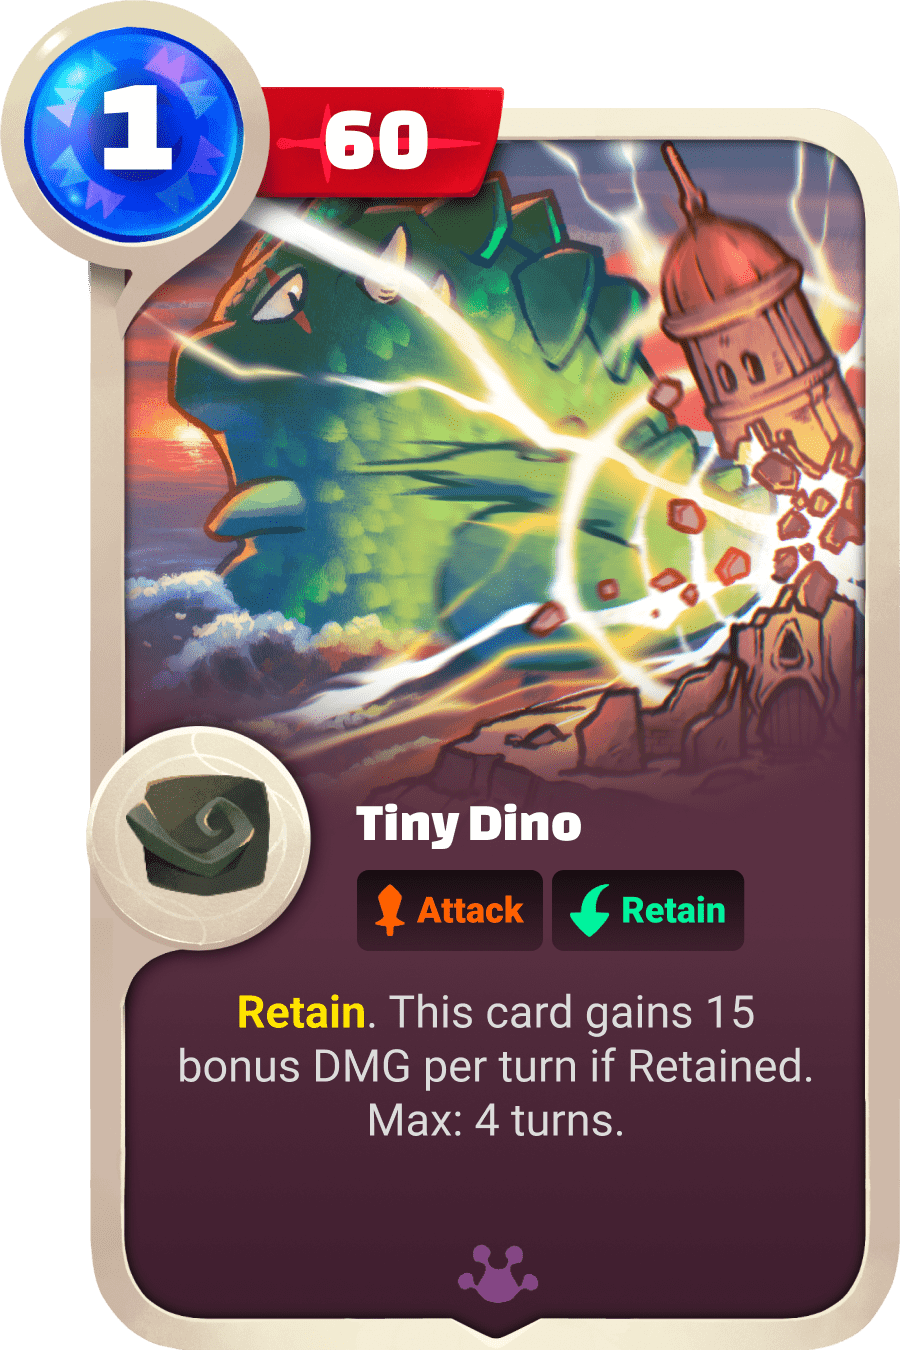 1
60
Tiny Dino
Attack
Retain
Retain. This card gains 15
bonus DMG per turn if Retained.
Max: 4 turns.